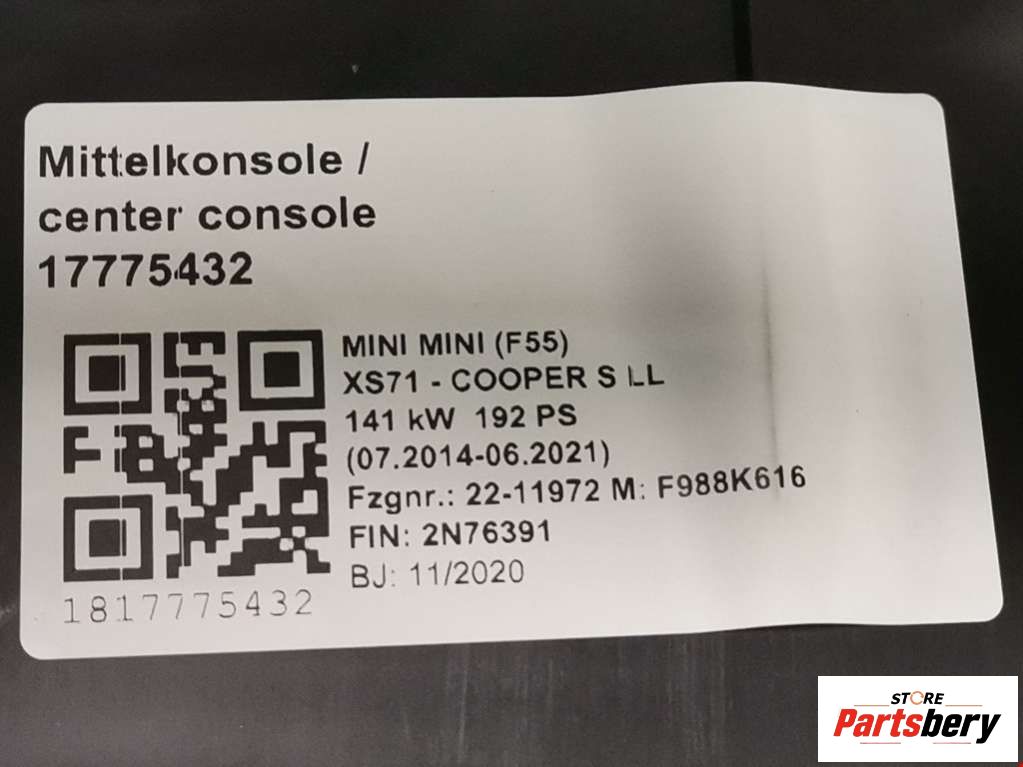 Mittelkonsole /
center console
17775432
MINI MINI (F55)
XS71 - COOPER S LL
141 kW 192 PS
(07.2014-06.2021)
Fzgnr.: 22-11972 M: F988K616
FIN: 2N76391
BJ: 11/2020
1817775432
STORE
Partsbery